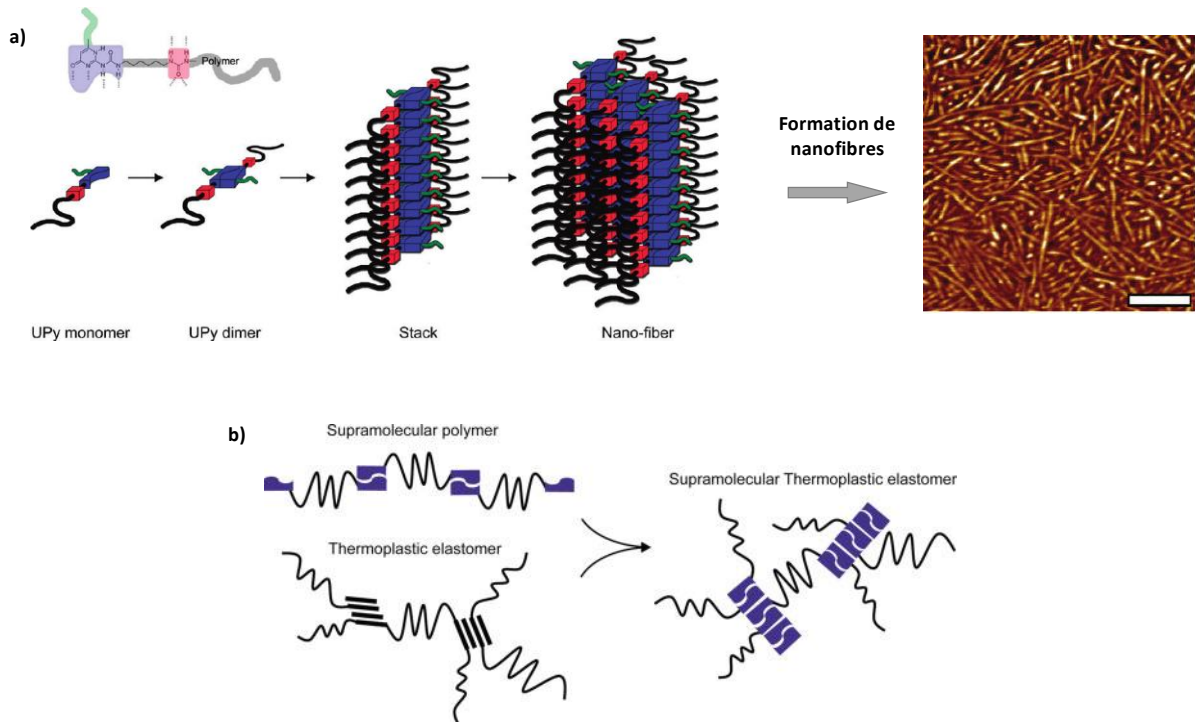 a)
Polymer
Formation de
nanofibres
UPy monomer
UPy dimer
Stack
Nano-fiber
b)
Supramolecular polymer
Supramolecular Thermoplastic elastomer
Thermoplastic elastomer